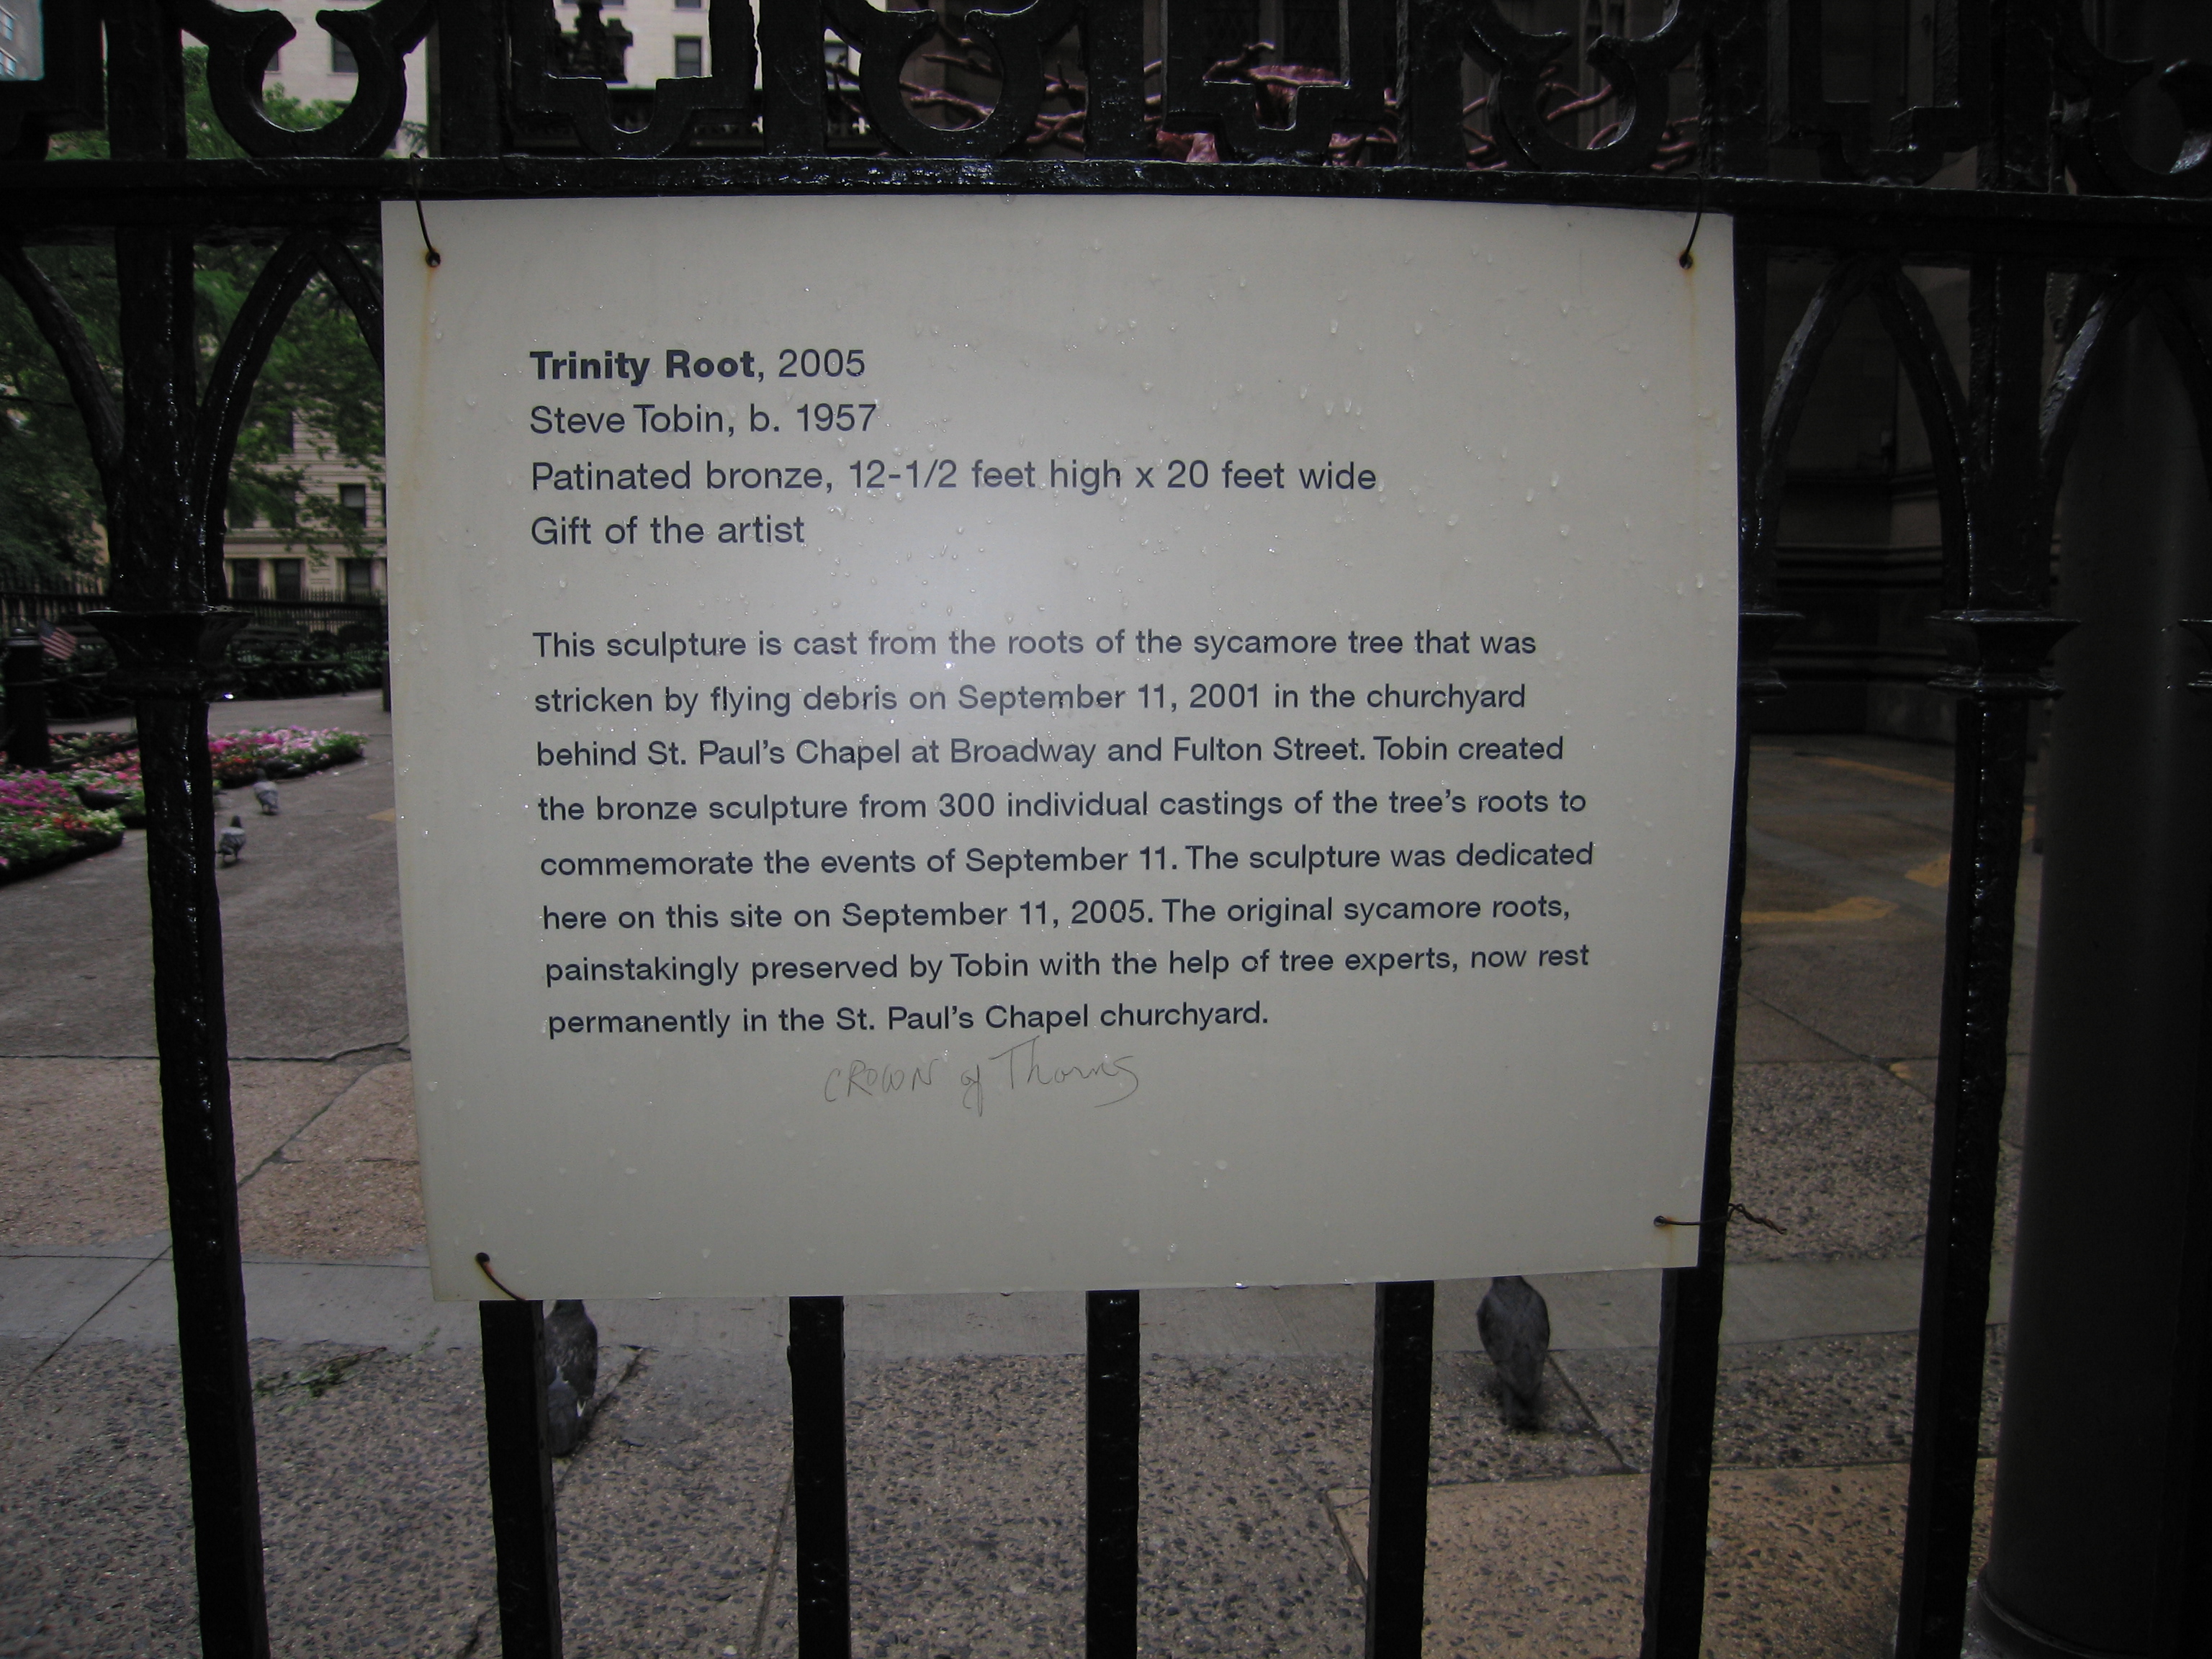 Trinity Root, 2005
Steve Tobin, b. 1957
Patinated bronze, 12-1/2 feet high x 20 feet wide
Gift of the artist
This sculpture is cast from the roots of the sycamore tree that was
stricken by flying debris on September 11, 2001 in the churchyard
behind St. Paul's Chapel at Broadway and Fulton Street. Tobin created
the bronze sculpture from 300 individual castings of the tree's roots to
commemorate the events of September 11. The sculpture was dedicated
here on this site on September 11, 2005. The original sycamore roots,
painstakingly preserved by Tobin with the help of tree experts, now rest
permanently in the St. Paul's Chapel churchyard.
CROWN of Thorns